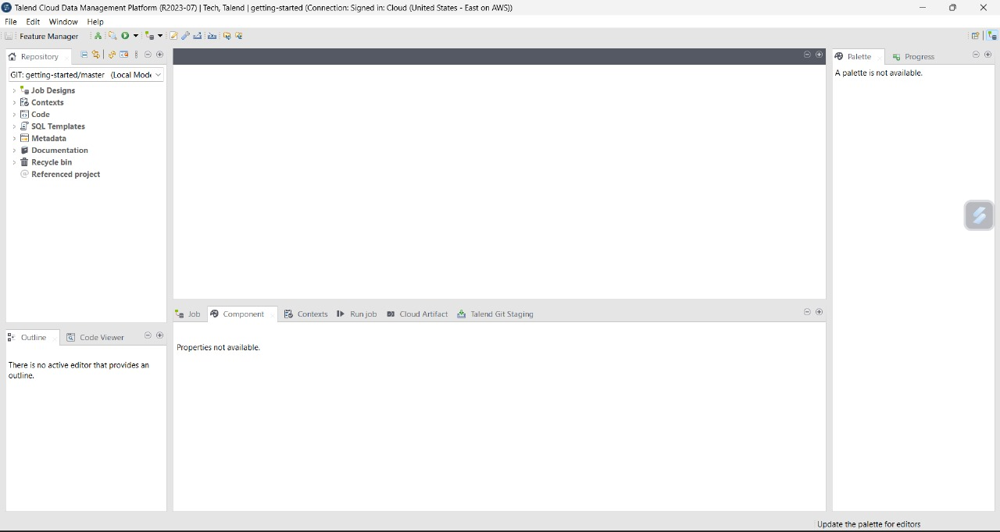 Talend Cloud Data Management Platform (R2023-07) | Tech, Talend | getting-started (Connection: Signed in: Cloud (United States - East on AWS))
File Edit Window Help
Feature Manager
Repository
GIT: getting-started/master (Local Mode
Job Designs
Contexts
Code
SQL Templates
Metadata
Documentation
Recycle bin
Referenced project
Outline Code Viewer
There is no active editor that provides an
outline.
Job Component Contexts Run job Cloud Artifact Talend Git Staging
Properties not available.
Palette Progress
A palette is not available.
Update the palette for editors